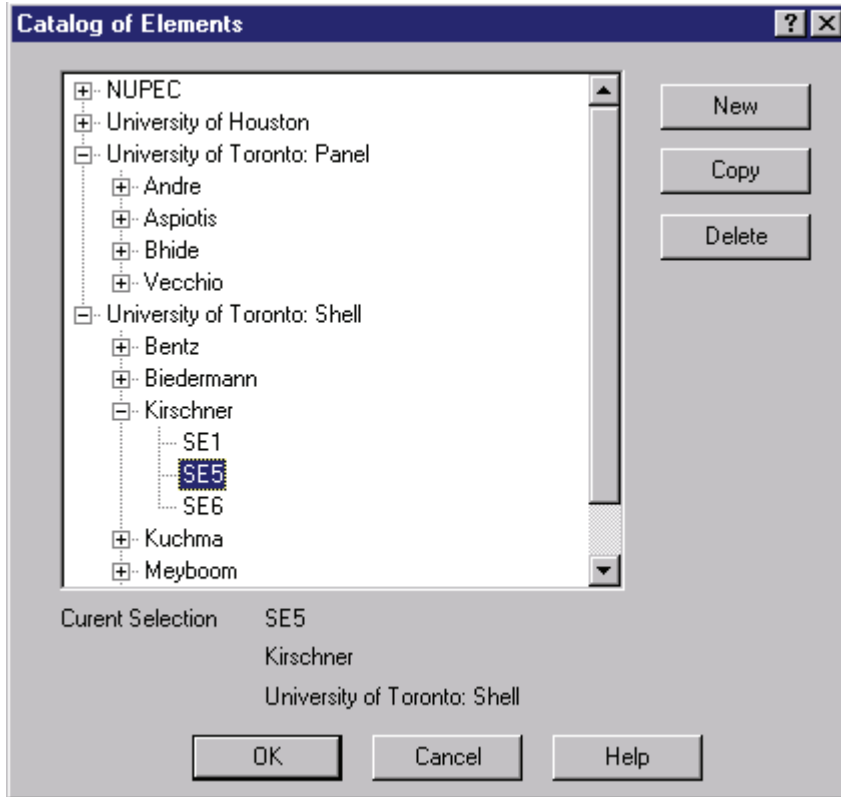 Catalog of Elements
NUPEC
University of Houston
University of Toronto: Panel
Andre
Aspiotis
Bhide
Vecchio
University of Toronto: Shell
Bentz
Biedermann
Kirschner
SE1
SE5
SE6
Kuchma
Meyboom
New
Copy
Delete
Curent Selection SE5
Kirschner
University of Toronto: Shell
OK Cancel Help